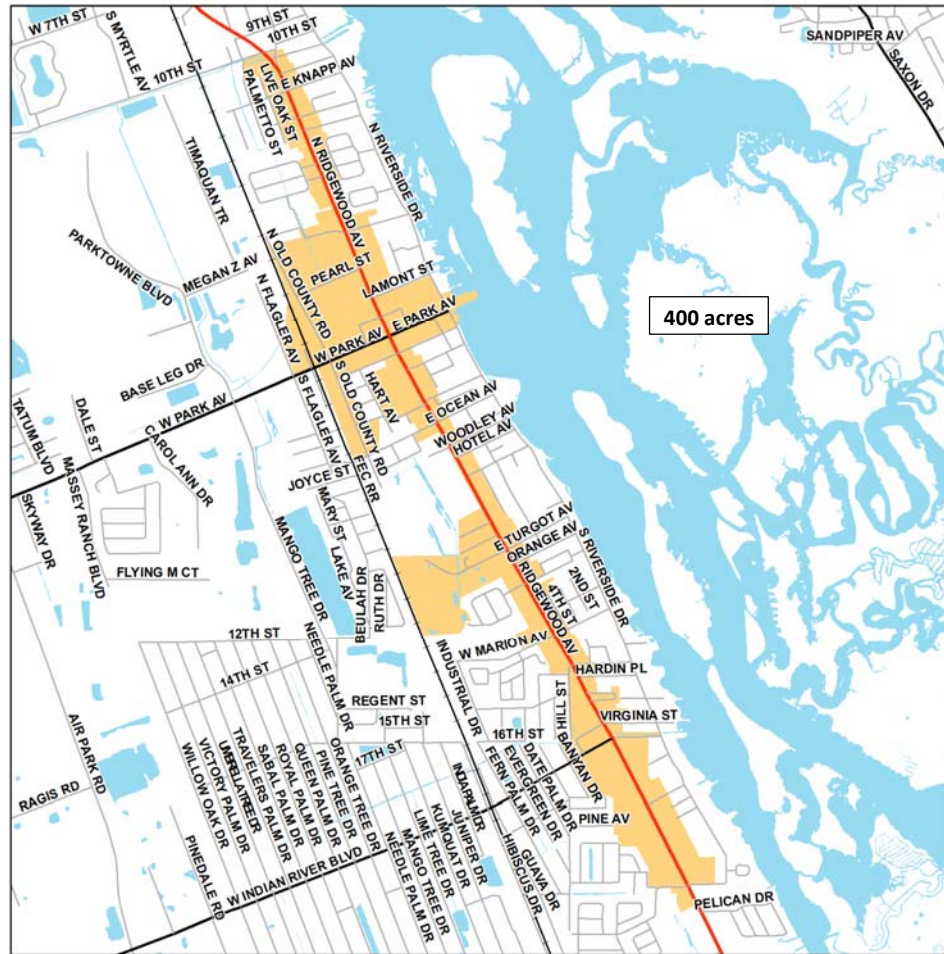 W 7TH ST
S MYRTLE AV
9TH ST
10TH ST
10TH ST
E KNAPP AV
LIVE OAK ST
PALMETTO ST
SANDPIPER AV
SAXON DR
N RIVERSIDE DR
N RIDGEWOOD AV
TIMAQUAN TR
PARKTOWNE BLVD
MEGAN Z AV
N OLD COUNTY RD
PEARL ST
LAMONT ST
N FLAGLER AV
400 acres
W PARK AV
E PARK AV
BASE LEG DR
W PARK AV
S OLD COUNTY RD
HART AV
S FLAGLER AV
E OCEAN AV
WOODLEY AV
HOTEL AV
TATUM BLVD
DALE ST
CAROL ANN DR
MASSEY RANCH BLVD
JOYCE ST
FEC RR
SKYWAY DR
MARY ST
LAKE AV
MANGO TREE DR
E TURGOT AV
ORANGE AV
S RIVERSIDE DR
FLYING M CT
BEULAH DR
RUTH DR
S RIDGEWOOD AV
2ND ST
4TH ST
12TH ST
NEEDLE PALM DR
INDUSTRIAL DR
W MARION AV
HARDIN PL
14TH ST
REGENT ST
15TH ST
HILL ST
VIRGINIA ST
16TH ST
17TH ST
AIR PARK RD
RAGIS RD
WILLOW OAK DR
VICTORY PALM DR
UMBRELLA TREE DR
TRAVELERS PALM DR
SABAL PALM DR
ROYAL PALM DR
QUEEN PALM DR
PINE TREE DR
ORANGE TREE DR
INDIA PALM DR
FERN PALM DR
EVERGREEN DR
DATE PALM DR
BANYAN DR
PINE AV
PINEDALE RD
W INDIAN RIVER BLVD
NEEDLE PALM DR
MANGO TREE DR
LIME TREE DR
KUMQUAT DR
JUNIPER DR
HIBISCUS DR
GUAVA DR
PELICAN DR